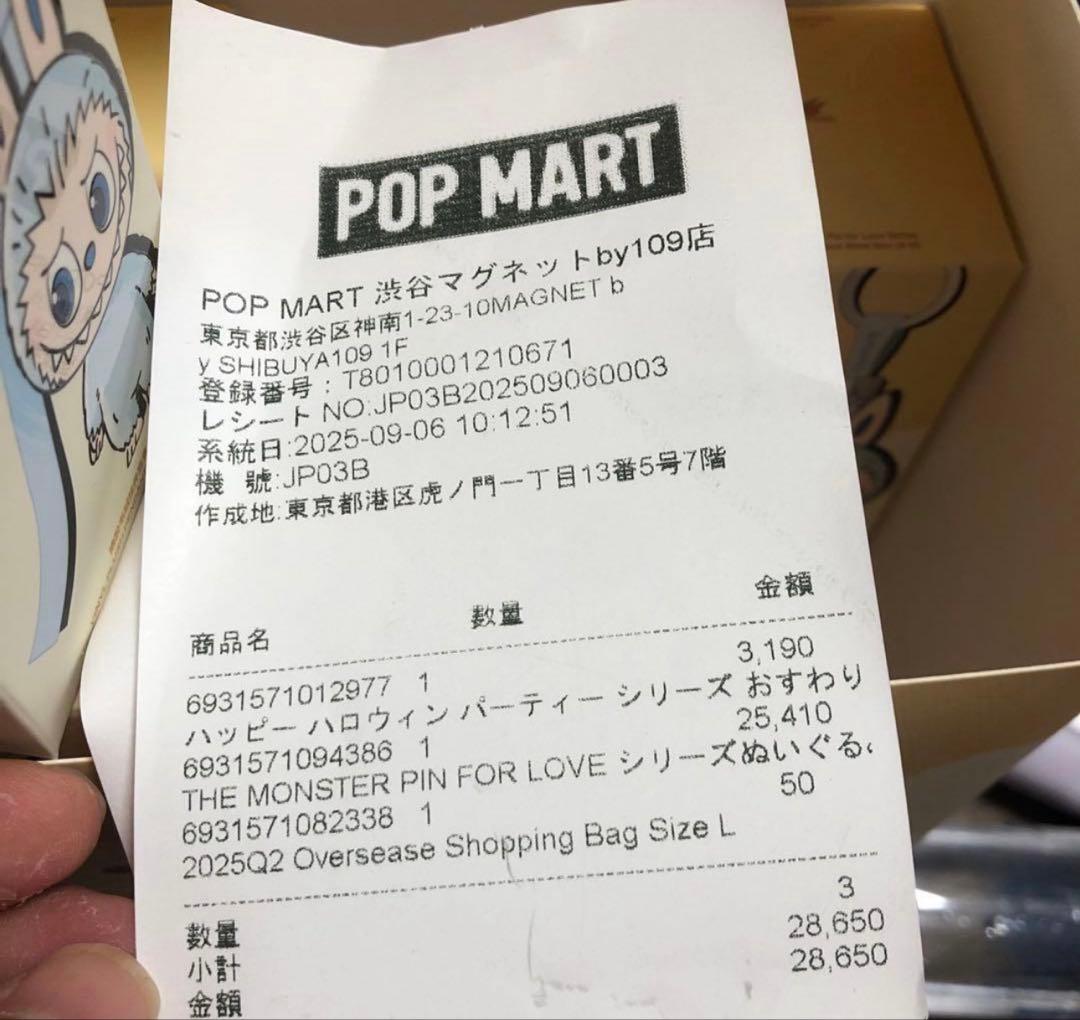 POP MART
POP MART 渋谷マグネットby109店
東京都渋谷区神南1-23-10MAGNET b
y SHIBUYA109 1F
登録番号：T8010001210671
レシート NO:JP03B202509060003
系統日:2025-09-06 10:12:51
機 號:JP03B
作成地:東京都港区虎ノ門一丁目13番5号7階
商品名 数量 金額
6931571012977 1 3,190
ハッピー ハロウィン パーティー シリーズ おすわり
6931571094386 1 25,410
THE MONSTER PIN FOR LOVE シリーズぬいぐる
6931571082338 1 50
2025Q2 Oversease Shopping Bag Size L
数量 3
小計 28,650
金額 28,650